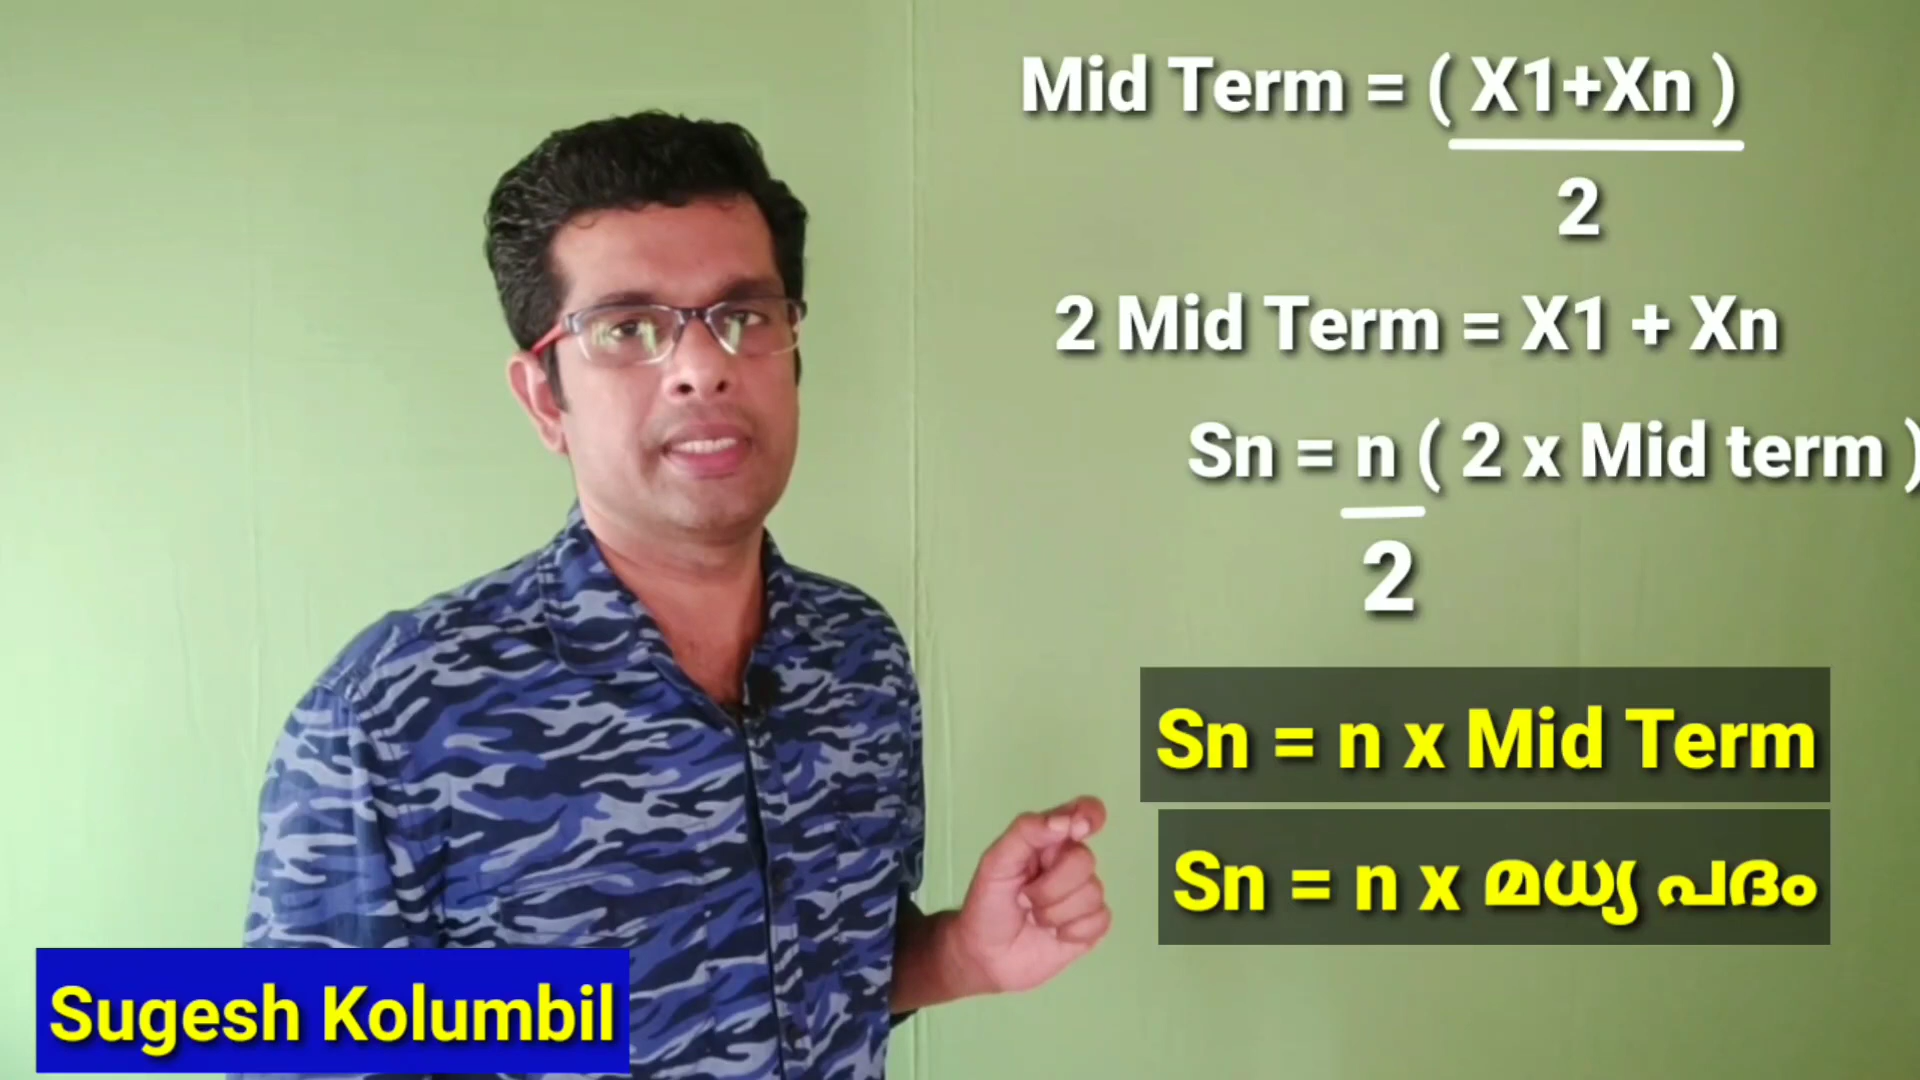 Mid Term = ( X1+Xn )
2
2 Mid Term = X1 + Xn
Sn = n ( 2 x Mid term )
2
Sn = n x Mid Term
Sn = n x മധ്യ പദം
Sugesh Kolumbil